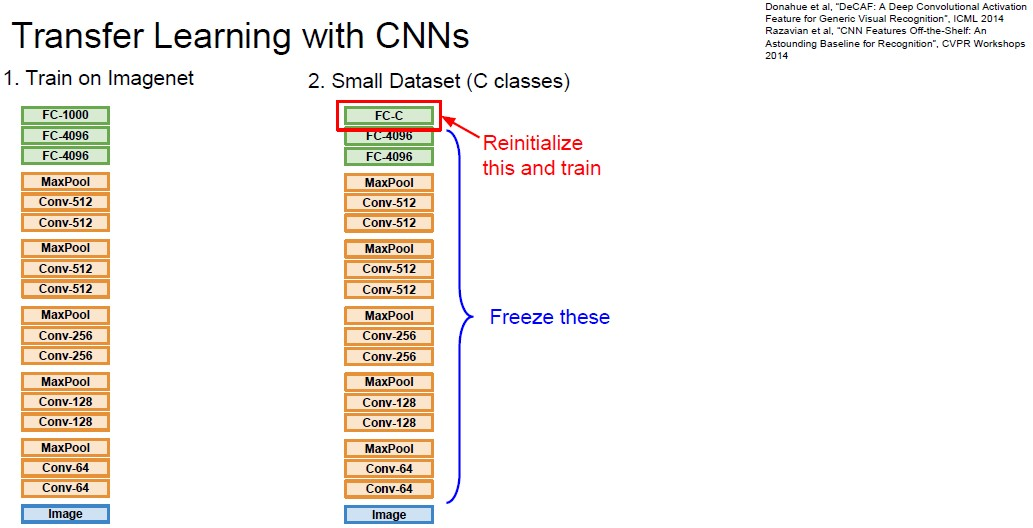 Donahue et al, "DeCAF: A Deep Convolutional Activation
Feature for Generic Visual Recognition", ICML 2014
Razavian et al, "CNN Features Off-the-Shelf: An
Astounding Baseline for Recognition", CVPR Workshops
2014
Transfer Learning with CNNs
1. Train on Imagenet
FC-1000
FC-4096
FC-4096
MaxPool
Conv-512
Conv-512
MaxPool
Conv-512
Conv-512
MaxPool
Conv-256
Conv-256
MaxPool
Conv-128
Conv-128
MaxPool
Conv-64
Conv-64
Image
2. Small Dataset (C classes)
FC-C
FC-4096
FC-4096
MaxPool
Conv-512
Conv-512
MaxPool
Conv-512
Conv-512
MaxPool
Conv-256
Conv-256
MaxPool
Conv-128
Conv-128
MaxPool
Conv-64
Conv-64
Image
Reinitialize
this and train
Freeze these